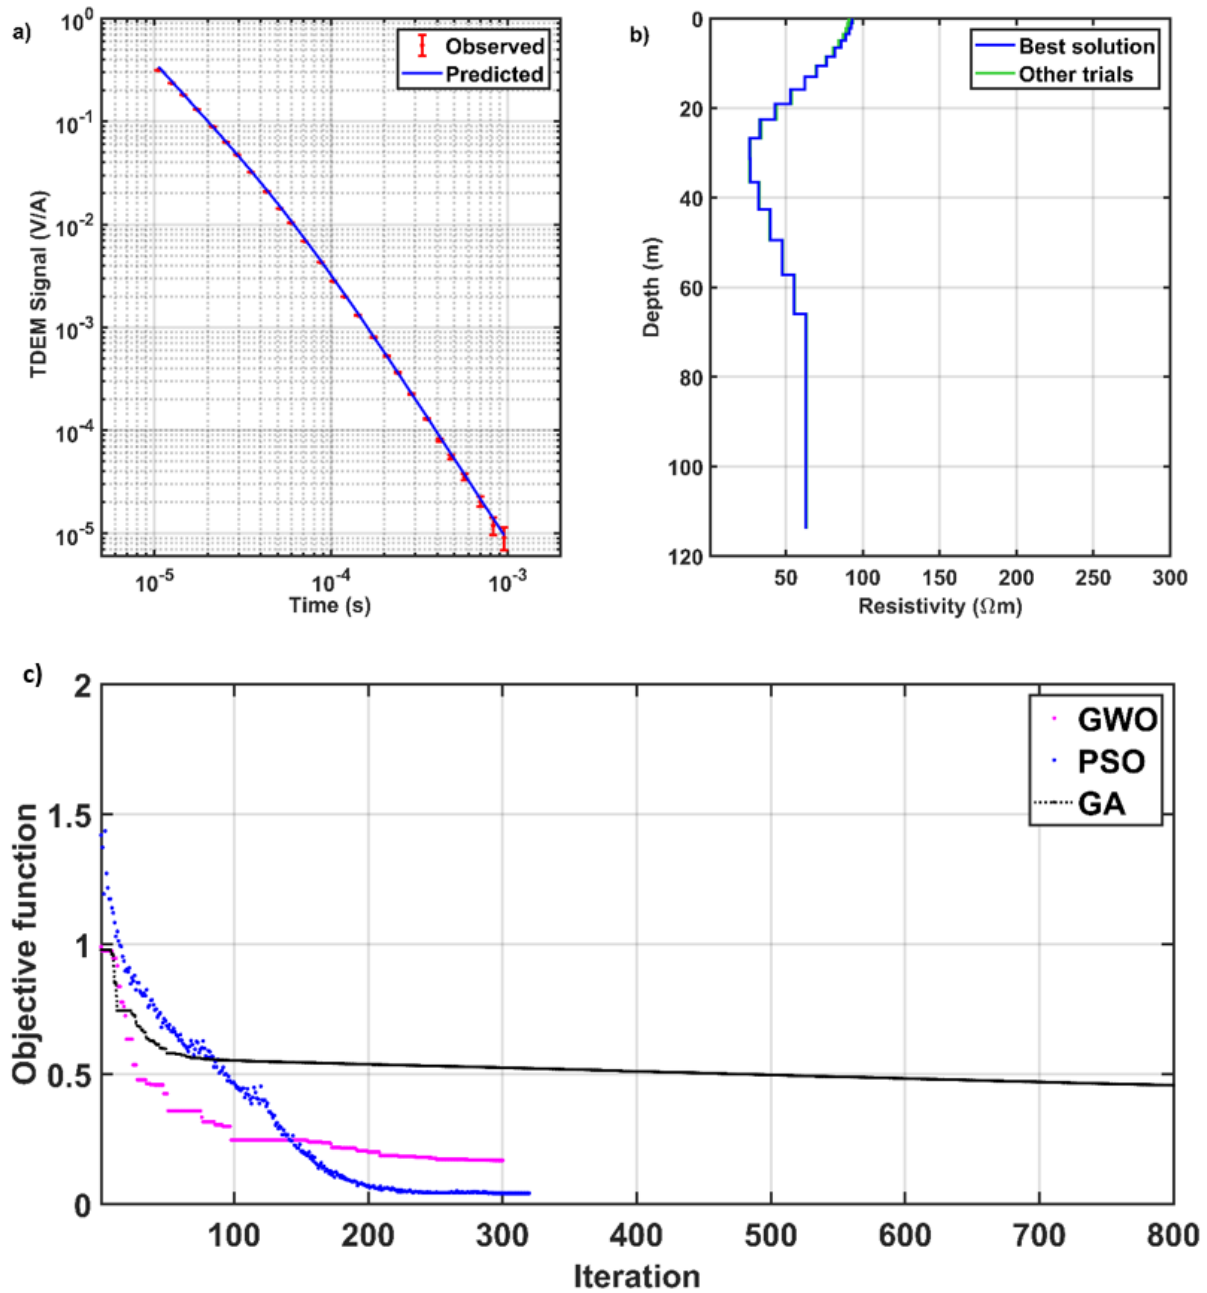 a)
10⁰
10⁻¹
10⁻²
10⁻³
10⁻⁴
10⁻⁵
TDEM Signal (V/A)
Observed
Predicted
10⁻⁵ 10⁻⁴ 10⁻³
Time (s)
b)
0
20
40
60
80
100
120
Depth (m)
Best solution
Other trials
50 100 150 200 250 300
Resistivity (Ωm)
c)
2
1.5
1
0.5
0
Objective function
GWO
PSO
GA
100 200 300 400 500 600 700 800
Iteration